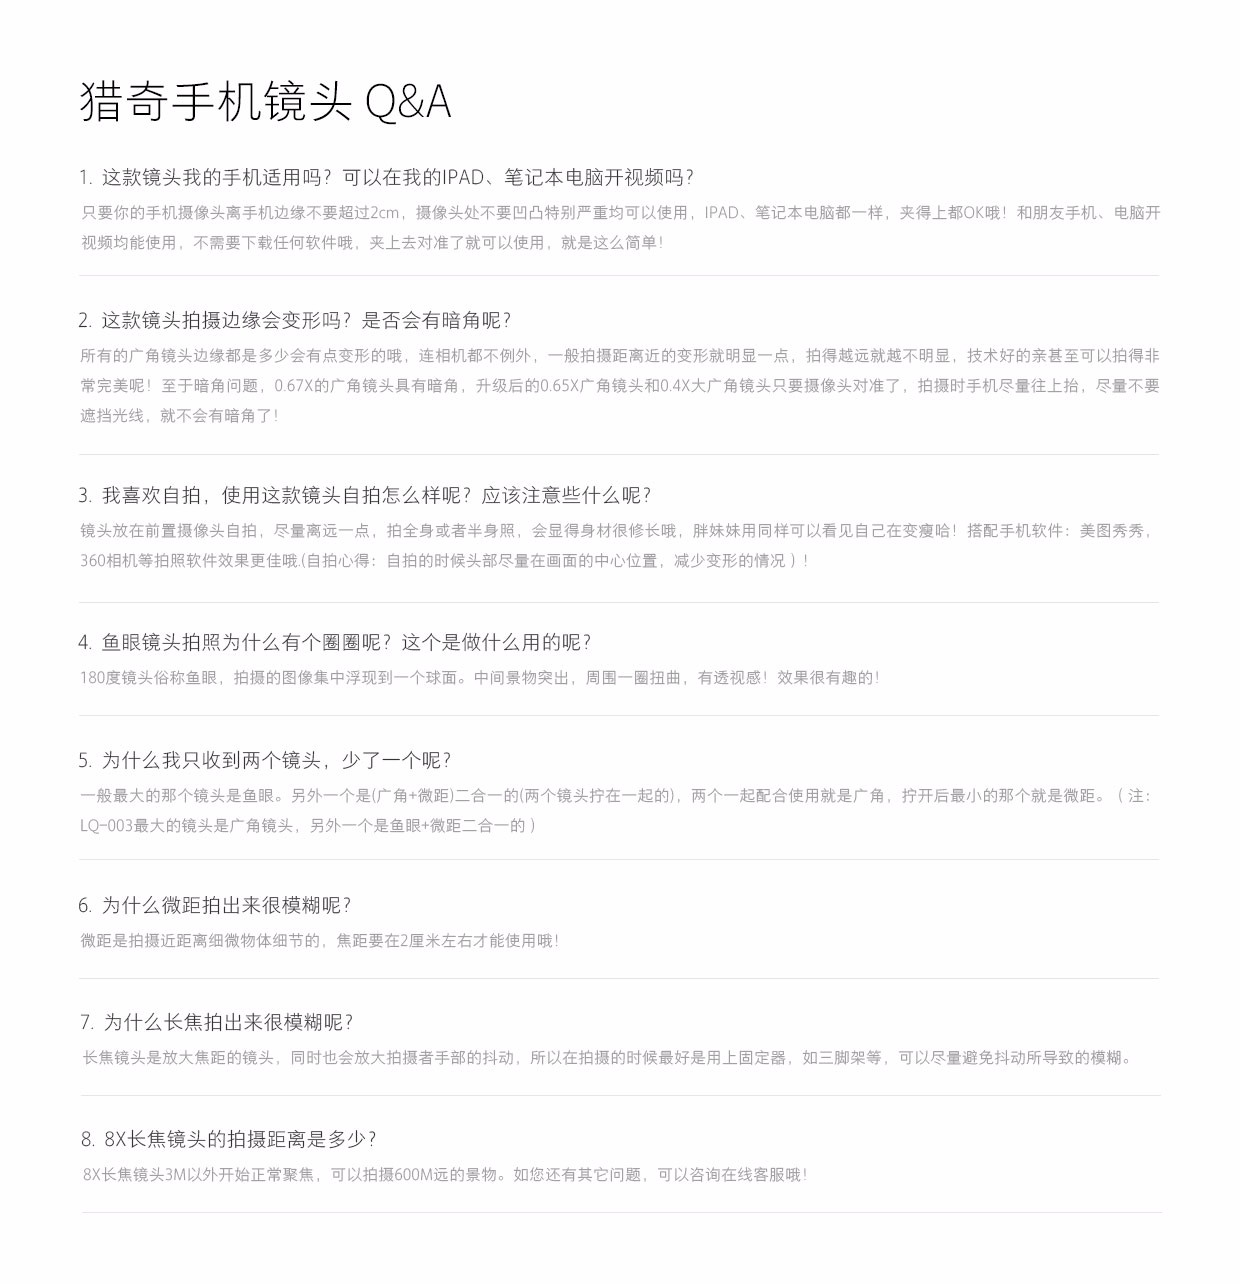 猎奇手机镜头 Q&A
1. 这款镜头我的手机适用吗？可以在我的IPAD、笔记本电脑开视频吗？
只要你的手机摄像头离手机边缘不要超过2cm，摄像头处不要凹凸特别严重均可以使用，IPAD、笔记本电脑都一样，夹得上都OK哦！和朋友手机、电脑开
视频均能使用，不需要下载任何软件哦，夹上去对准了就可以使用，就是这么简单！
2. 这款镜头拍摄边缘会变形吗？是否会有暗角呢？
所有的广角镜头边缘都是多少会有点变形的哦，连相机都不例外，一般拍摄距离近的变形就明显一点，拍得越远就越不明显，技术好的亲甚至可以拍得非
常完美呢！至于暗角问题，0.67X的广角镜头具有暗角，升级后的0.65X广角镜头和0.4X大广角镜头只要摄像头对准了，拍摄时手机尽量往上抬，尽量不要
遮挡光线，就不会有暗角了！
3. 我喜欢自拍，使用这款镜头自拍怎么样呢？应该注意些什么呢？
镜头放在前置摄像头自拍，尽量离远一点，拍全身或者半身照，会显得身材很修长哦，胖妹妹用同样可以看见自己在变瘦哈！搭配手机软件：美图秀秀，
360相机等拍照软件效果更佳哦.(自拍心得：自拍的时候头部尽量在画面的中心位置，减少变形的情况 ) ！
4. 鱼眼镜头拍照为什么有个圈圈呢？这个是做什么用的呢？
180度镜头俗称鱼眼，拍摄的图像集中浮现到一个球面。中间景物突出，周围一圈扭曲，有透视感！效果很有趣的！
5. 为什么我只收到两个镜头，少了一个呢？
一般最大的那个镜头是鱼眼。另外一个是(广角+微距)二合一的(两个镜头拧在一起的)，两个一起配合使用就是广角，拧开后最小的那个就是微距。（ 注：
LQ-003最大的镜头是广角镜头，另外一个是鱼眼+微距二合一的 ）
6. 为什么微距拍出来很模糊呢？
微距是拍摄近距离细微物体细节的，焦距要在2厘米左右才能使用哦！
7. 为什么长焦拍出来很模糊呢？
长焦镜头是放大焦距的镜头，同时也会放大拍摄者手部的抖动，所以在拍摄的时候最好是用上固定器，如三脚架等，可以尽量避免抖动所导致的模糊。
8. 8X长焦镜头的拍摄距离是多少？
8X长焦镜头3M以外开始正常聚焦，可以拍摄600M远的景物。如您还有其它问题，可以咨询在线客服哦！